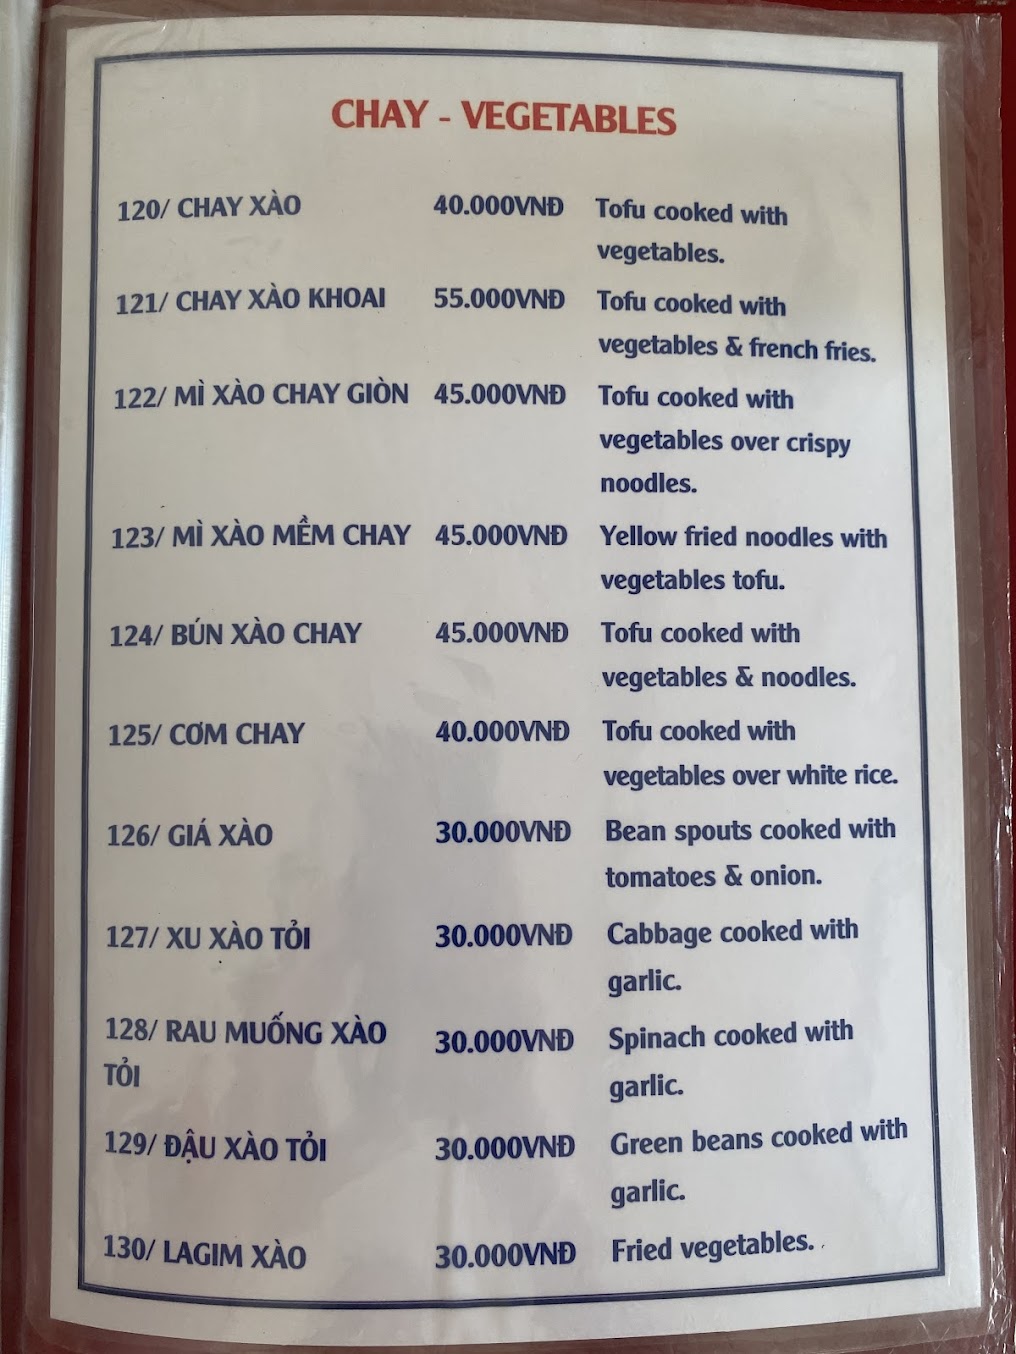 CHAY - VEGETABLES
120/ CHAY XÀO 40.000VNĐ Tofu cooked with
vegetables.
121/ CHAY XÀO KHOAI 55.000VNĐ Tofu cooked with
vegetables & french fries.
122/ MÌ XÀO CHAY GIÒN 45.000VNĐ Tofu cooked with
vegetables over crispy
noodles.
123/ MÌ XÀO MỀM CHAY 45.000VNĐ Yellow fried noodles with
vegetables tofu.
124/ BÚN XÀO CHAY 45.000VNĐ Tofu cooked with
vegetables & noodles.
125/ CƠM CHAY 40.000VNĐ Tofu cooked with
vegetables over white rice.
126/ GIÁ XÀO 30.000VNĐ Bean spouts cooked with
tomatoes & onion.
127/ XU XÀO TỎI 30.000VNĐ Cabbage cooked with
garlic.
128/ RAU MUỐNG XÀO 30.000VNĐ Spinach cooked with
TỎI garlic.
129/ ĐẬU XÀO TỎI 30.000VNĐ Green beans cooked with
garlic.
130/ LAGIM XÀO 30.000VNĐ Fried vegetables.